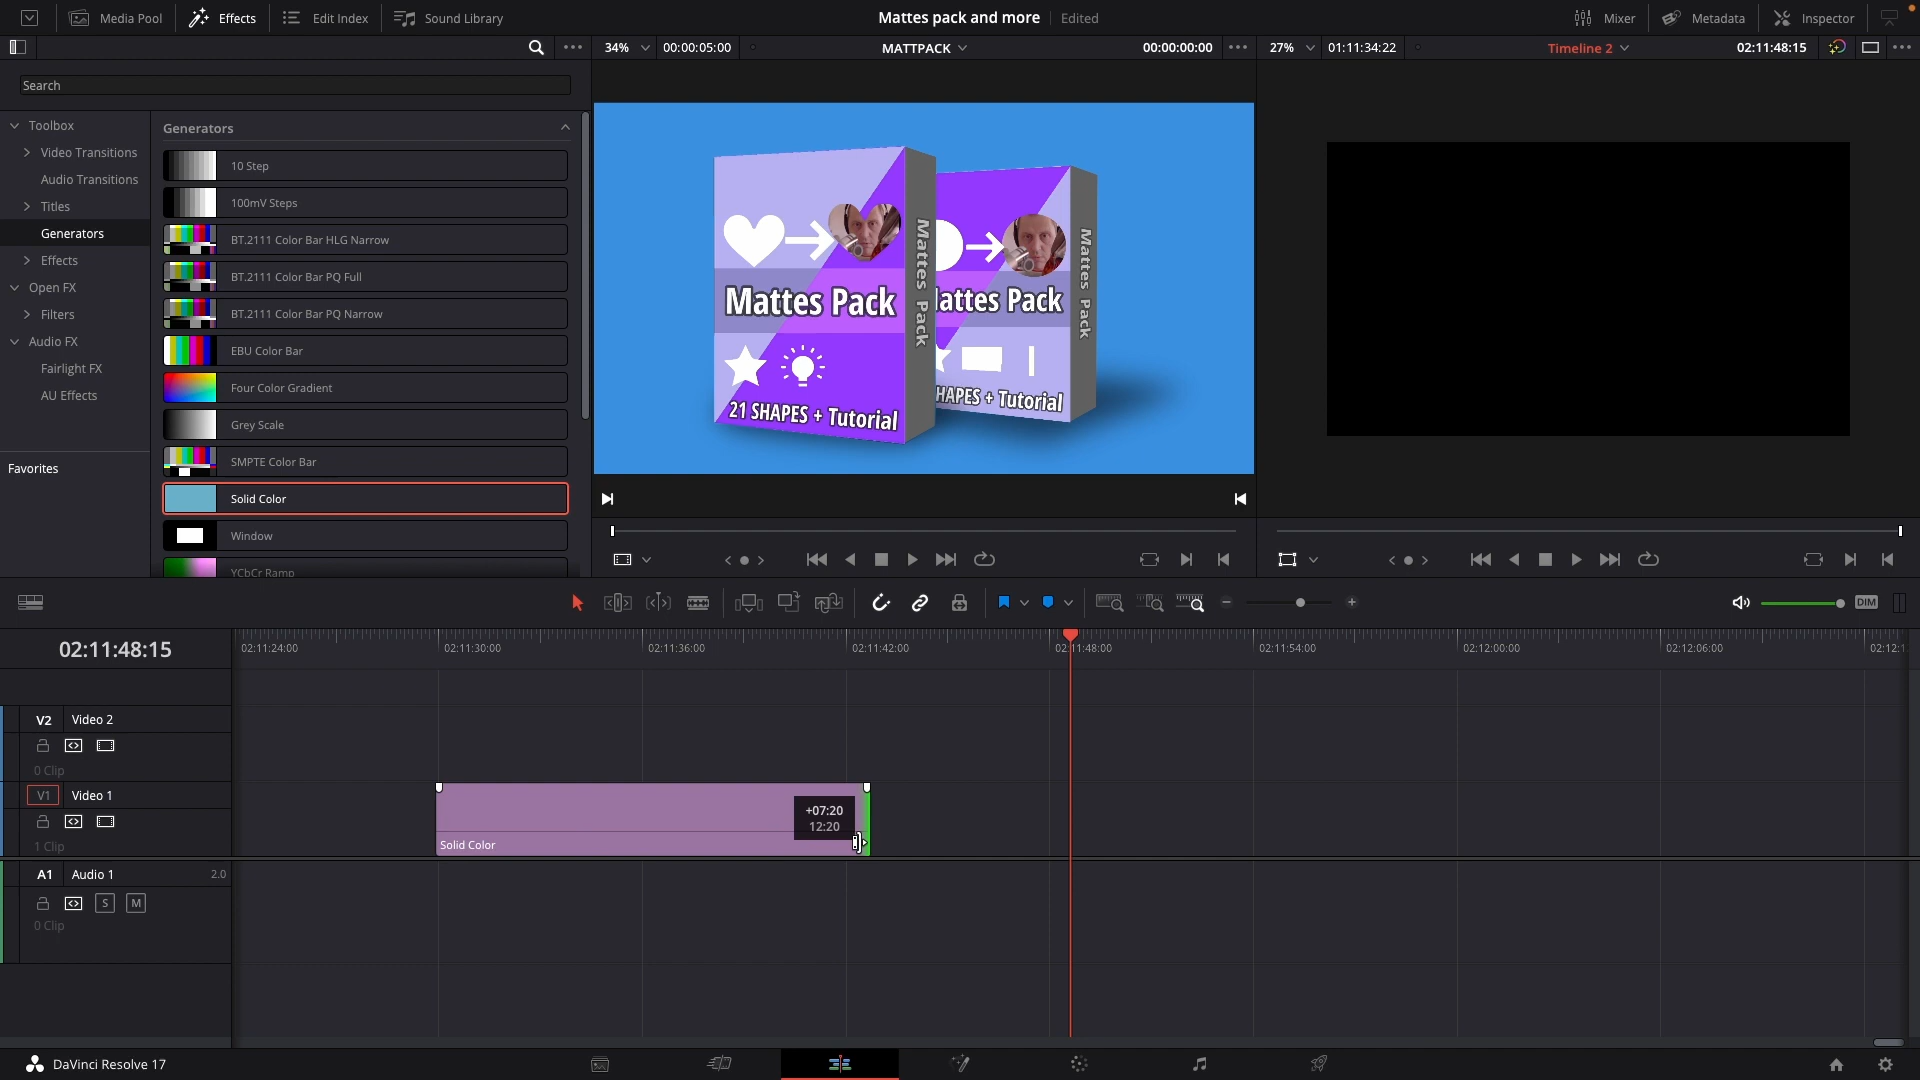 Media Pool
Effects
Edit Index
Sound Library
Mattes pack and more
Edited
Mixer
Metadata
Inspector
34%
00:00:05:00
MATTPACK
00:00:00:00
27%
01:11:34:22
Timeline 2
02:11:48:15
Search
Toolbox
Video Transitions
Audio Transitions
Titles
Generators
Effects
Open FX
Filters
Audio FX
Fairlight FX
AU Effects
Favorites
Generators
10 Step
100mV Steps
BT.2111 Color Bar HLG Narrow
BT.2111 Color Bar PQ Full
BT.2111 Color Bar PQ Narrow
EBU Color Bar
Four Color Gradient
Grey Scale
SMPTE Color Bar
Solid Color
Window
YCbCr Ramp
Mattes Pack
21 SHAPES + Tutorial
Mattes Pack
attes Pack
HAPES + Tutorial
Mattes Pack
DIM
02:11:48:15
02:11:24:00
02:11:30:00
02:11:36:00
02:11:42:00
02:11:48:00
02:11:54:00
02:12:00:00
02:12:06:00
02:12:1
V2
Video 2
0 Clip
V1
Video 1
1 Clip
+07:20
12:20
Solid Color
A1
Audio 1
2.0
S
M
0 Clip
DaVinci Resolve 17